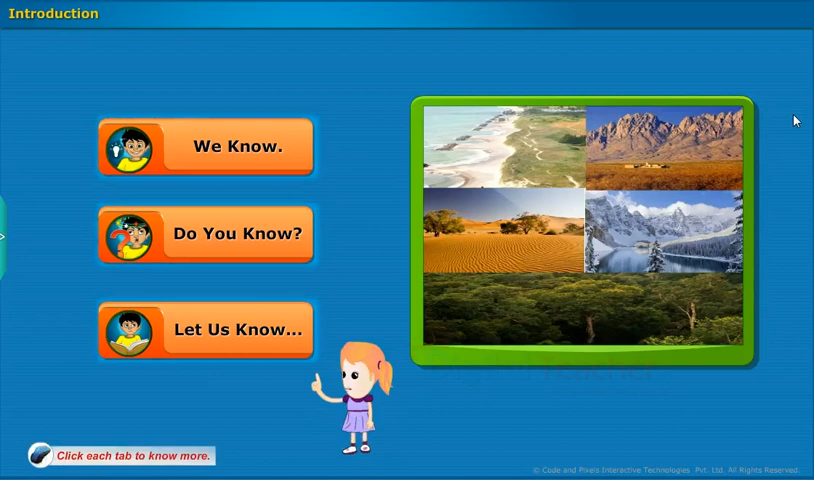 Introduction
We Know.
Do You Know?
Let Us Know...
Click each tab to know more.
© Code and Pixels Interactive Technologies. Pvt. Ltd. All Rights Reserved.